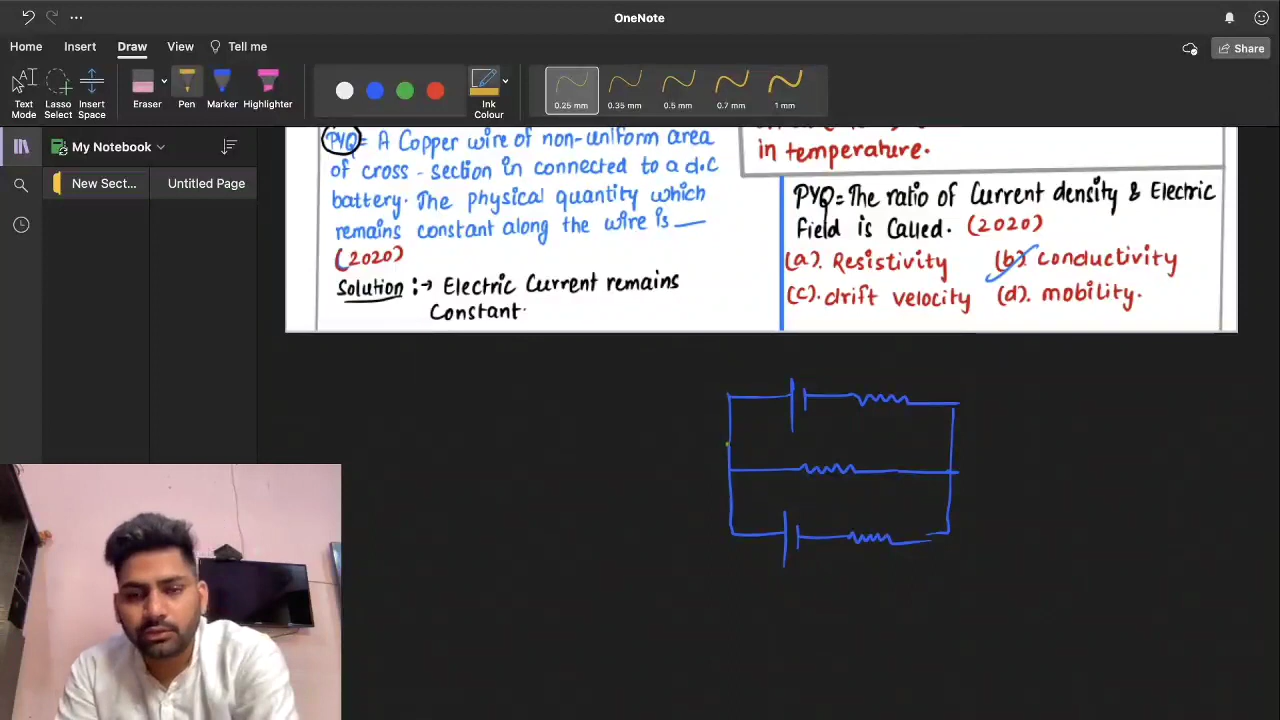 OneNote
Home Insert Draw View Tell me
Share
Text Mode
Lasso Select
Insert Space
Eraser
Pen
Marker
Highlighter
Ink Colour
0.25 mm
0.35 mm
0.5 mm
0.7 mm
1 mm
My Notebook
New Sect...
Untitled Page
PYQ= A Copper wire of non-uniform area
of cross-section in connected to a d.c
battery. The physical quantity which
remains constant along the wire is __
(2020)
Solution :→ Electric Current remains
Constant.
in temperature.
PYQ= The ratio of Current density & Electric
Field is Called. (2020)
(a). Resistivity (b). conductivity
(c). drift velocity (d). mobility.